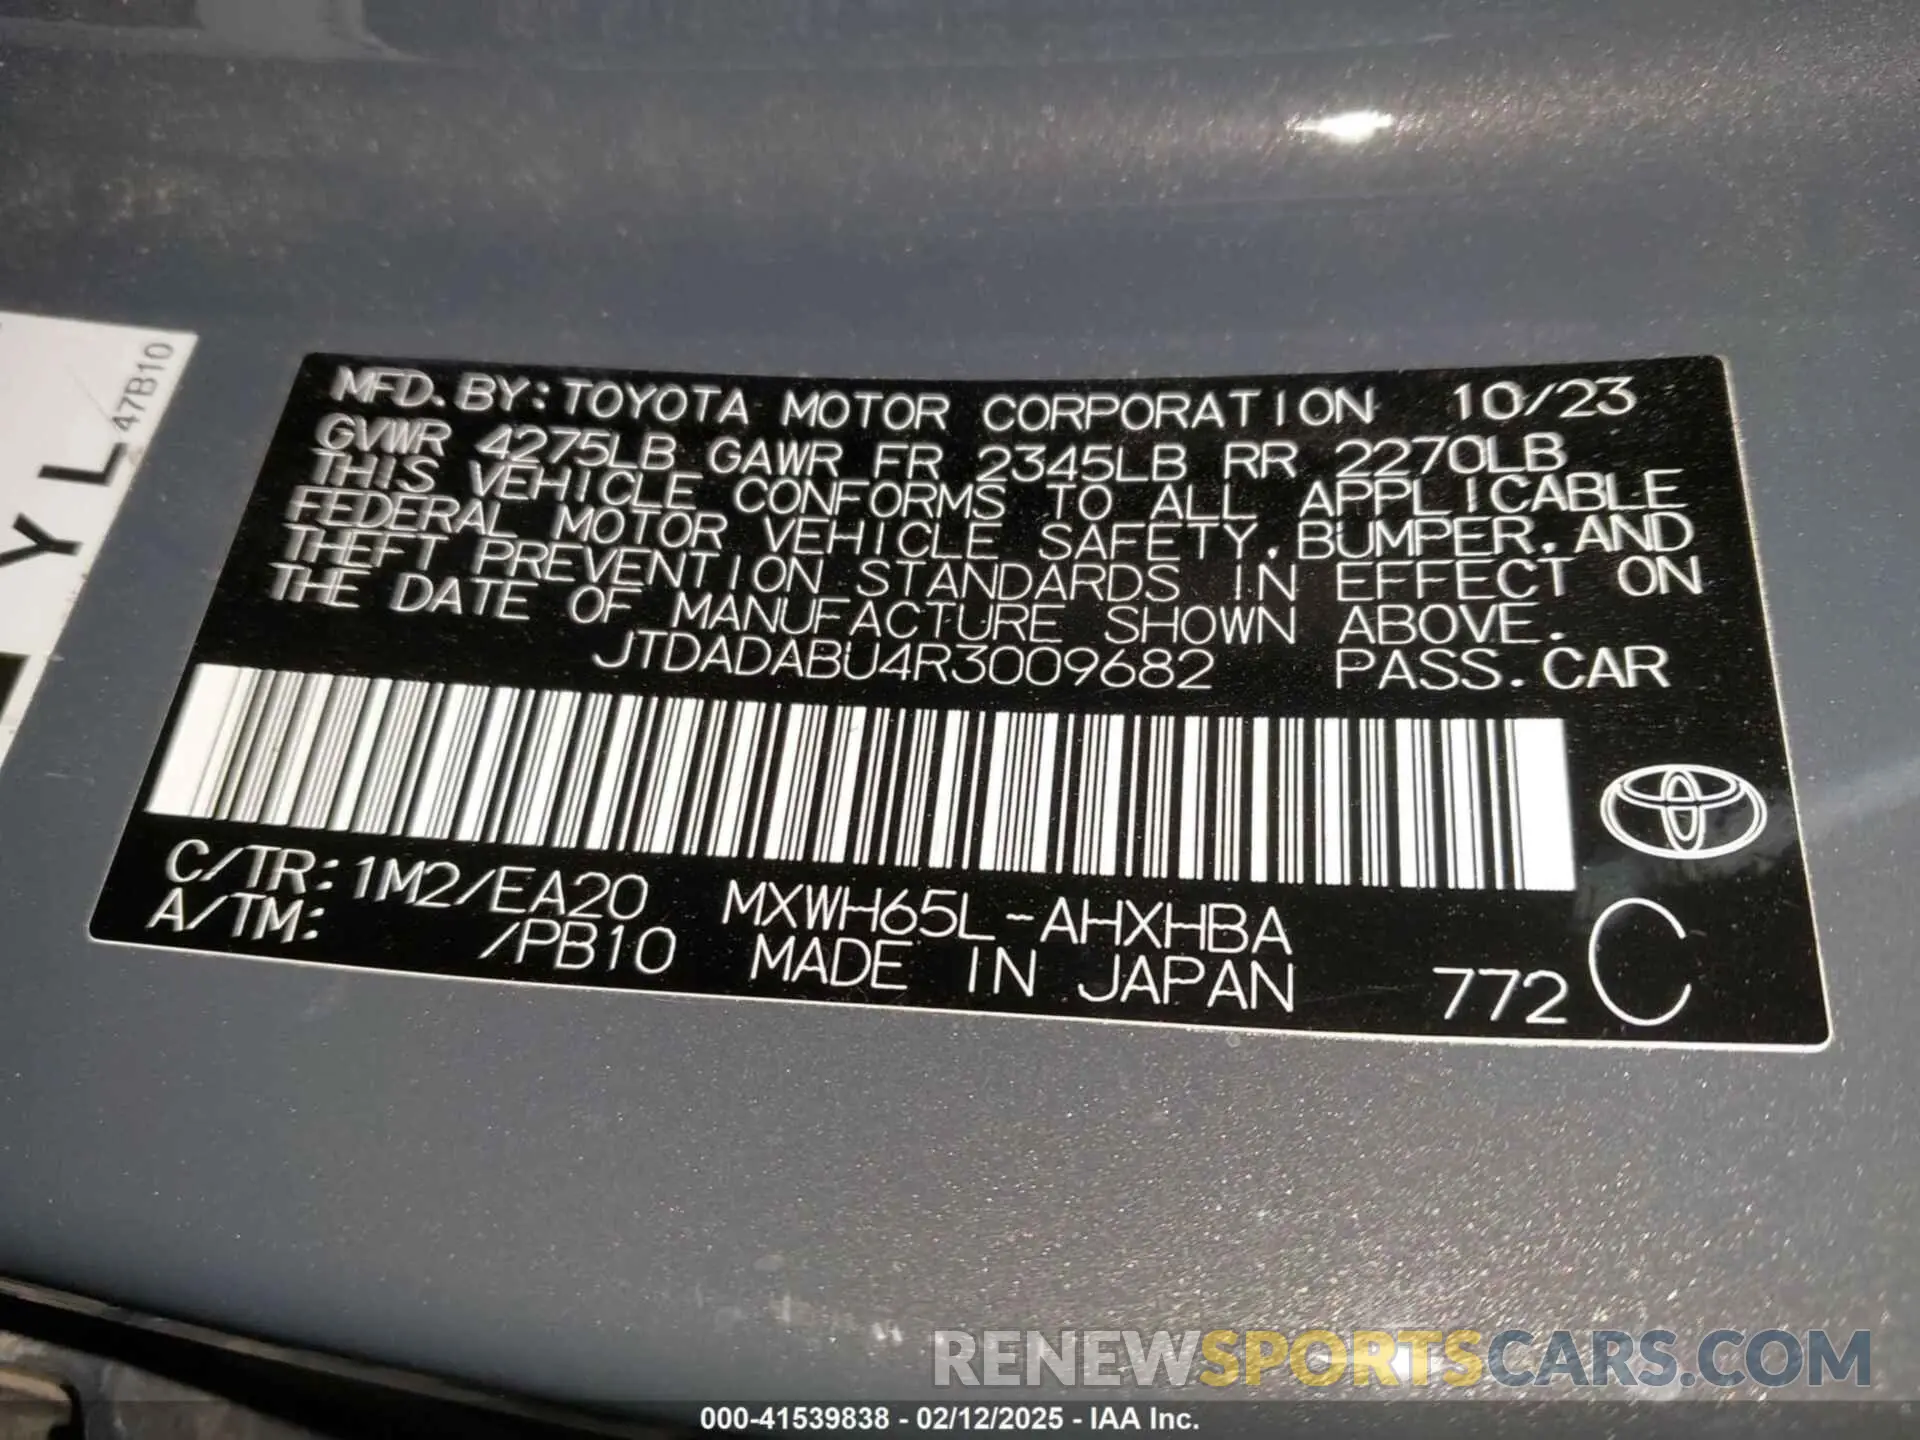 MFD. BY: TOYOTA MOTOR CORPORATION 10/23
GVWR 4275LB GAWR FR 2345LB RR 2270LB
THIS VEHICLE CONFORMS TO ALL APPLICABLE
FEDERAL MOTOR VEHICLE SAFETY, BUMPER, AND
THEFT PREVENTION STANDARDS IN EFFECT ON
THE DATE OF MANUFACTURE SHOWN ABOVE.
JTDADABU4R3009682 PASS. CAR
C/TR: 1M2/EA20 MXWH65L-AHXHBA
A/TM: /PB10 MADE IN JAPAN 772 C
47B10
YL
RENEWSPORTSCARS.COM
000-41539838 - 02/12/2025 - IAA Inc.